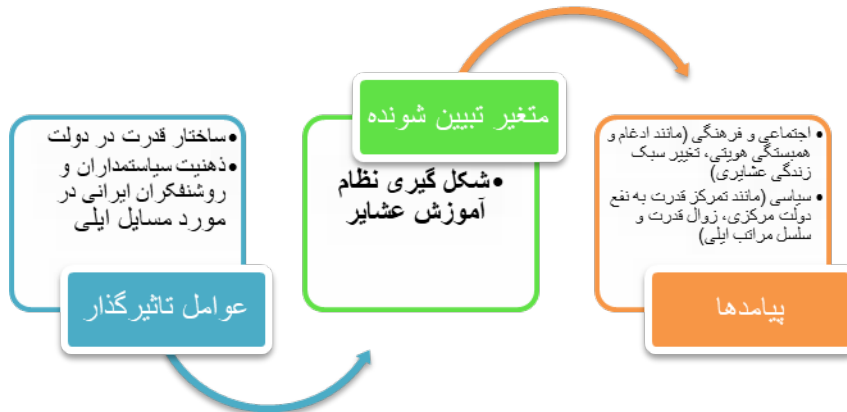 ●ساختار قدرت در دولت
●ذهنیت سیاستمداران و
روشنفکران ایرانی در
مورد مسایل ایلی
عوامل تاثیرگذار
متغیر تبیین شونده
●شکل گیری نظام
آموزش عشایر
● اجتماعی و فرهنگی (مانند ادغام و
همبستگی هویتی، تغییر سبک
زندگی عشایری)
● سیاسی (مانند تمرکز قدرت به نفع
دولت مرکزی، زوال قدرت و
سلسل مراتب ایلی)
پیامدها